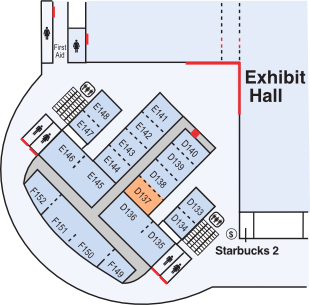 First
Aid
Exhibit
Hall
E148
E147
E141
E142
E143
E144
E146
E145
D140
D139
D138
D137
D136
D135
D133
D134
F152
F151
F150
F149
S
Starbucks 2